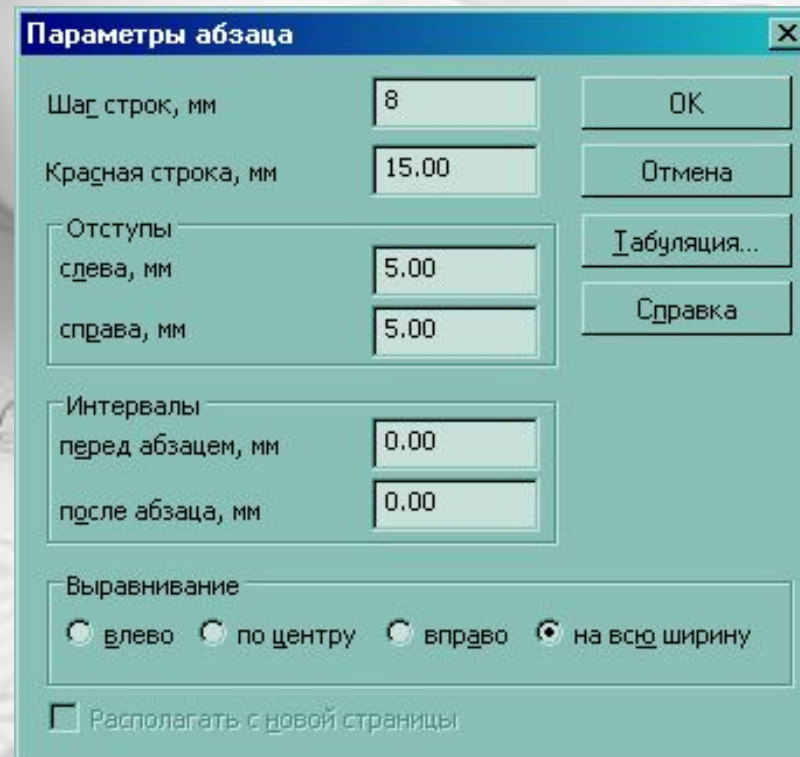 Параметры абзаца
Шаг строк, мм 8 OK
Красная строка, мм 15.00 Отмена
Отступы Табуляция...
слева, мм 5.00
справа, мм 5.00 Справка
Интервалы
перед абзацем, мм 0.00
после абзаца, мм 0.00
Выравнивание
влево по центру вправо на всю ширину
Располагать с новой страницы